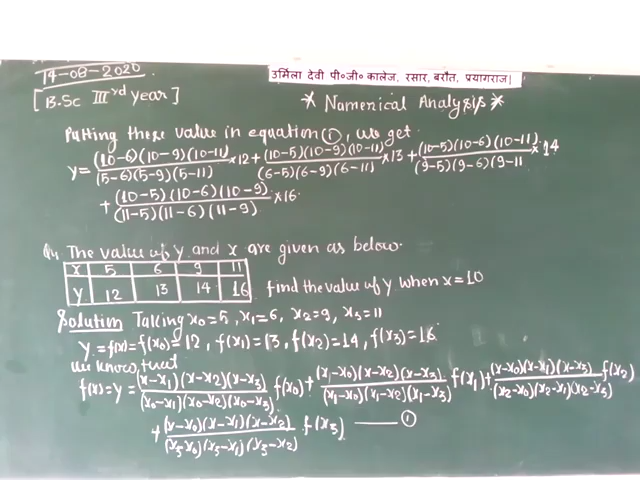 14-08-2020
उर्मिला देवी पी०जी० कालेज, रसार, बरौत, प्रयागराज।
[B.Sc IIIrd year]
* Numerical Analysis *
Putting these value in equation ①, we get.
y = (10-6)(10-9)(10-11)/(5-6)(5-9)(5-11) × 12 + (10-5)(10-9)(10-11)/(6-5)(6-9)(6-11) × 13 + (10-5)(10-6)(10-11)/(9-5)(9-6)(9-11 × 14
+ (10-5)(10-6)(10-9)/(11-5)(11-6)(11-9) × 16
Q. The value of y and x are given as below.
X 5 6 9 11
Y 12 13 14 16
find the value of y when x=10
Solution Taking x₀=5, x₁=6, x₂=9, x₃=11
y = f(x) = f(x₀)=12, f(x₁)=13, f(x₂)=14, f(x₃)=16
we know that
f(x)=y = (x-x₁)(x-x₂)(x-x₃)/(x₀-x₁)(x₀-x₂)(x₀-x₃) f(x₀) + (x-x₀)(x-x₂)(x-x₃)/(x₁-x₀)(x₁-x₂)(x₁-x₃) f(x₁) + (x-x₀)(x-x₁)(x-x₃)/(x₂-x₀)(x₂-x₁)(x₂-x₃) f(x₂)
+ (x-x₀)(x-x₁)(x-x₂)/(x₃-x₀)(x₃-x₁)(x₃-x₂) f(x₃) —— ①